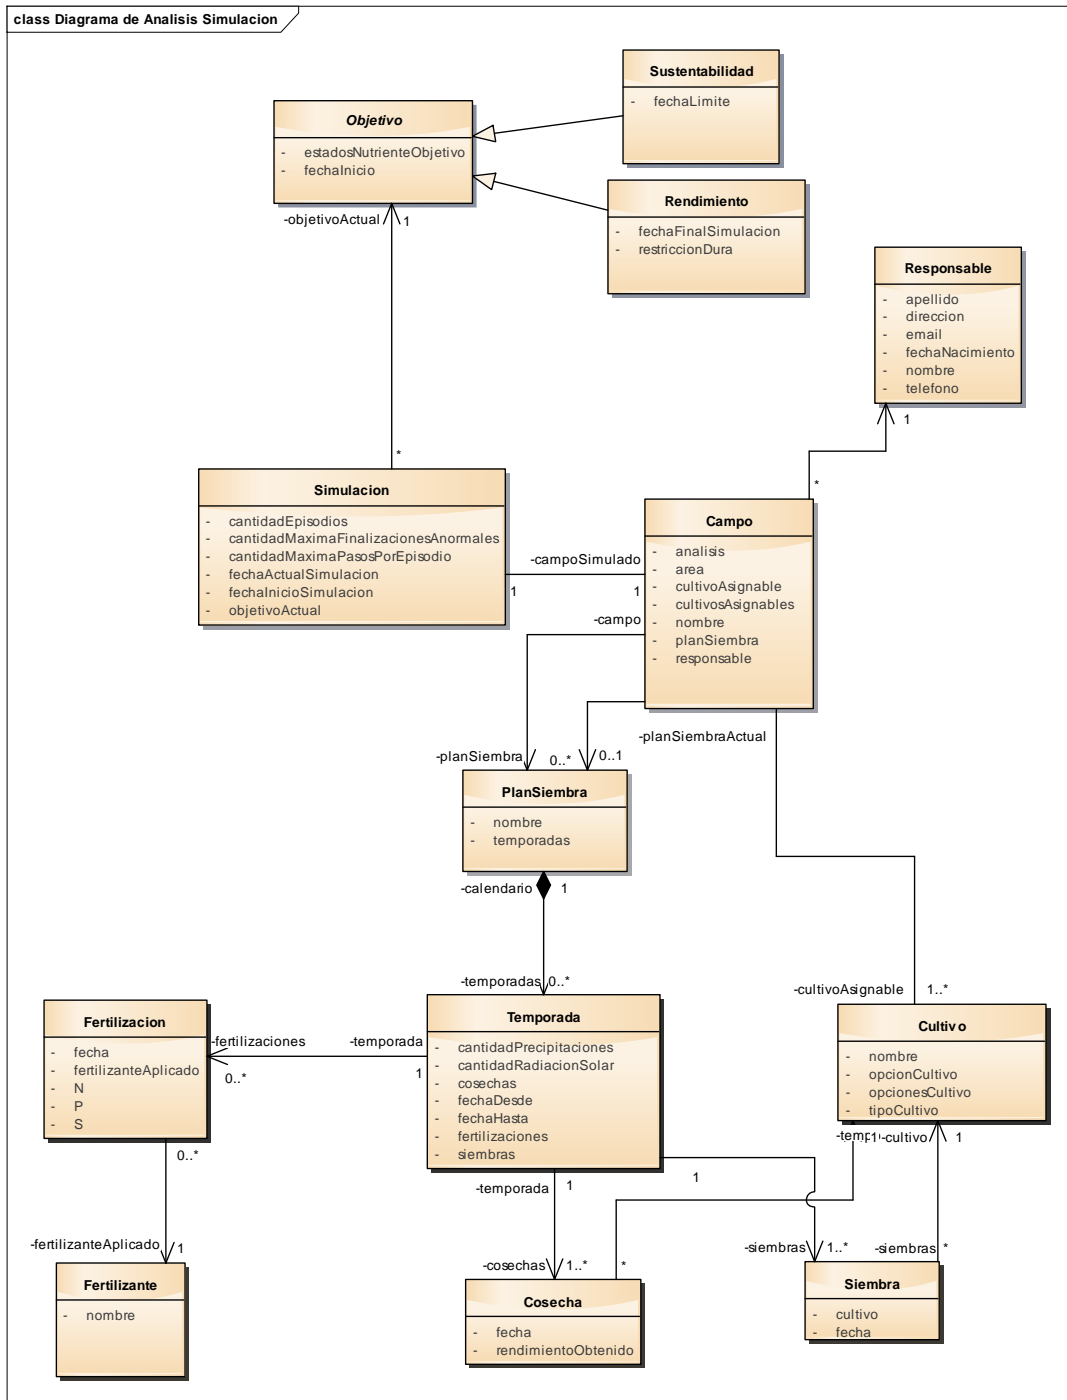 class Diagrama de Analisis Simulacion
Sustentabilidad
- fechaLimite
Objetivo
- estadosNutrienteObjetivo
- fechaInicio
Rendimiento
- fechaFinalSimulacion
- restriccionDura
-objetivoActual
1
Responsable
- apellido
- direccion
- email
- fechaNacimiento
- nombre
- telefono
1
*
*
Simulacion
- cantidadEpisodios
- cantidadMaximaFinalizacionesAnormales
- cantidadMaximaPasosPorEpisodio
- fechaActualSimulacion
- fechaInicioSimulacion
- objetivoActual
-campoSimulado
1
1
Campo
- analisis
- area
- cultivoAsignable
- cultivosAsignables
- nombre
- planSiembra
- responsable
-campo
-planSiembraActual
-planSiembra
0..*
0..1
PlanSiembra
- nombre
- temporadas
-calendario
1
-temporadas
0..*
-cultivoAsignable
1..*
Fertilizacion
- fecha
- fertilizanteAplicado
- N
- P
- S
-fertilizaciones
0..*
-temporada
1
Temporada
- cantidadPrecipitaciones
- cantidadRadiacionSolar
- cosechas
- fechaDesde
- fechaHasta
- fertilizaciones
- siembras
Cultivo
- nombre
- opcionCultivo
- opcionesCultivo
- tipoCultivo
1
-cultivo
1
0..*
-temporada
1
1
-fertilizanteAplicado
1
-cosechas
1..*
*
-siembras
1..*
-siembras
*
Fertilizante
- nombre
Cosecha
- fecha
- rendimientoObtenido
Siembra
- cultivo
- fecha